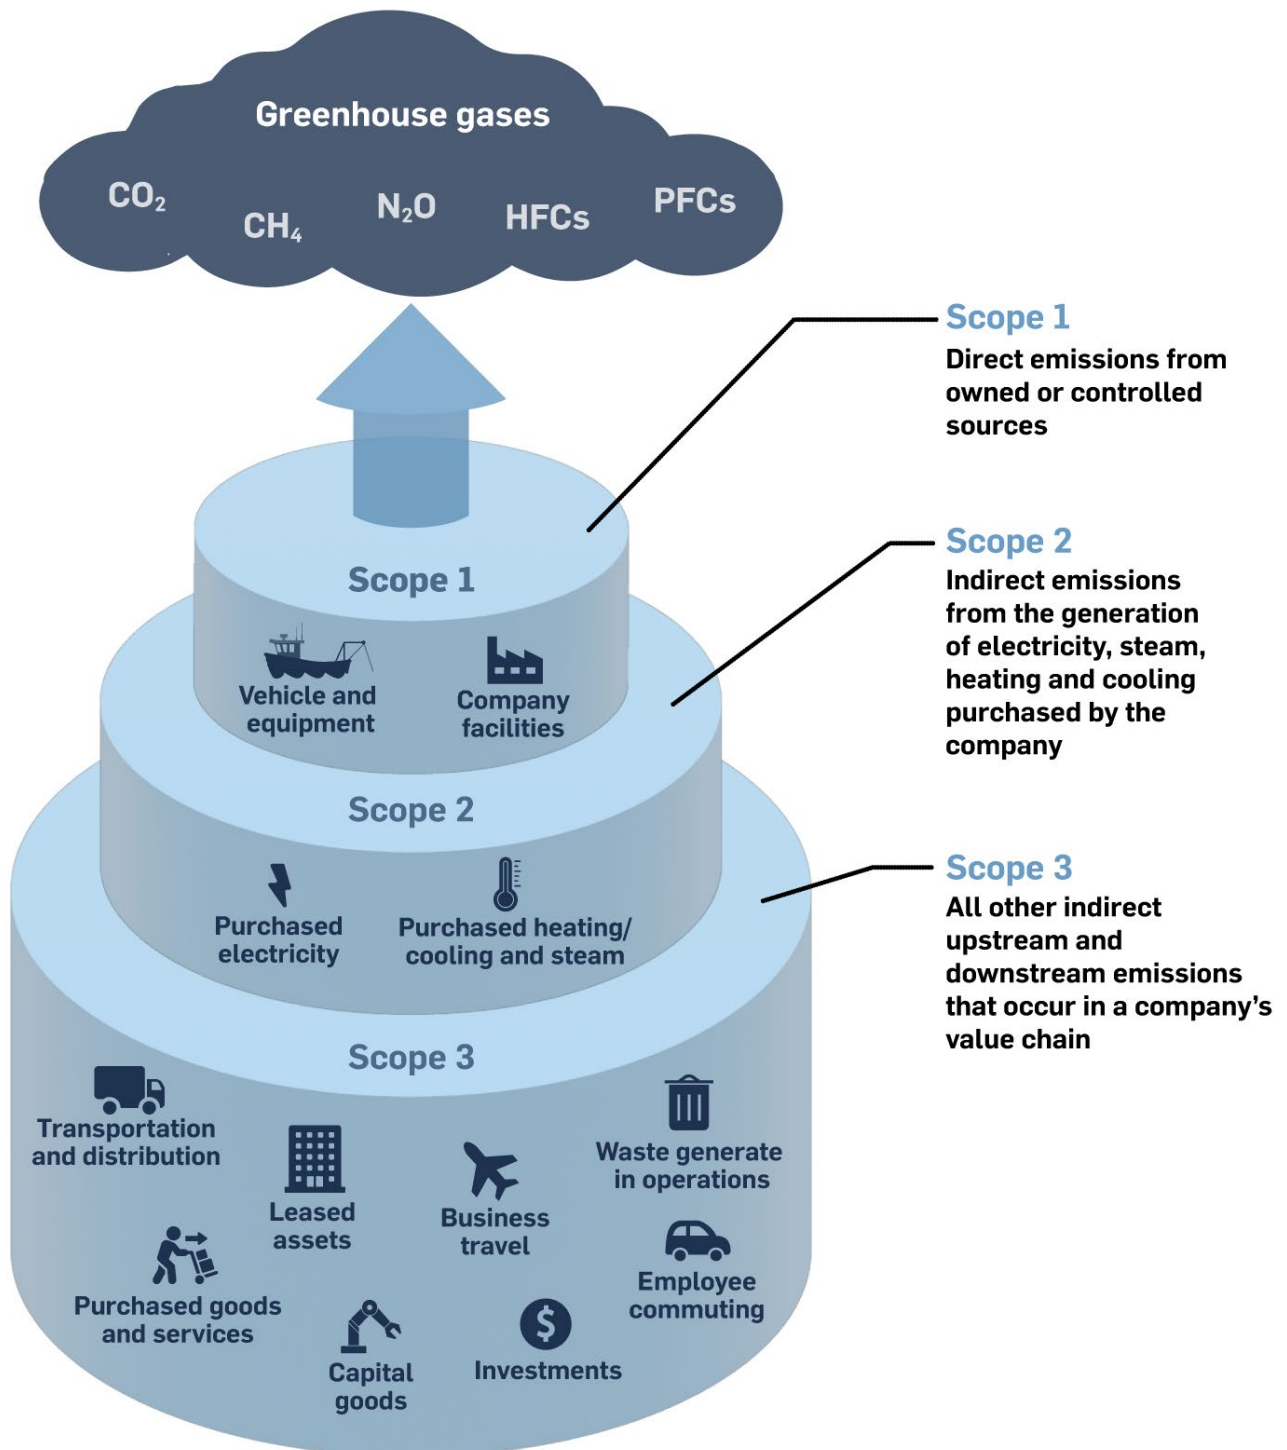 Greenhouse gases
CO₂
CH₄
N₂O
HFCs
PFCs
Scope 1
Direct emissions from
owned or controlled
sources
Scope 2
Indirect emissions
from the generation
of electricity, steam,
heating and cooling
purchased by the
company
Scope 3
All other indirect
upstream and
downstream emissions
that occur in a company’s
value chain
Scope 1
Vehicle and
equipment
Company
facilities
Scope 2
Purchased
electricity
Purchased heating/
cooling and steam
Scope 3
Transportation
and distribution
Leased
assets
Business
travel
Waste generate
in operations
Purchased goods
and services
Capital
goods
$
Investments
Employee
commuting